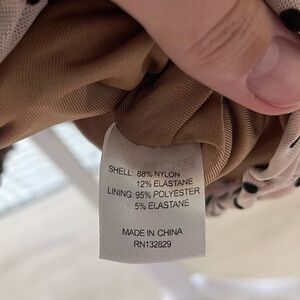 SHELL: 88% NYLON
12% ELASTANE
LINING: 95% POLYESTER
5% ELASTANE
MADE IN CHINA
RN132829